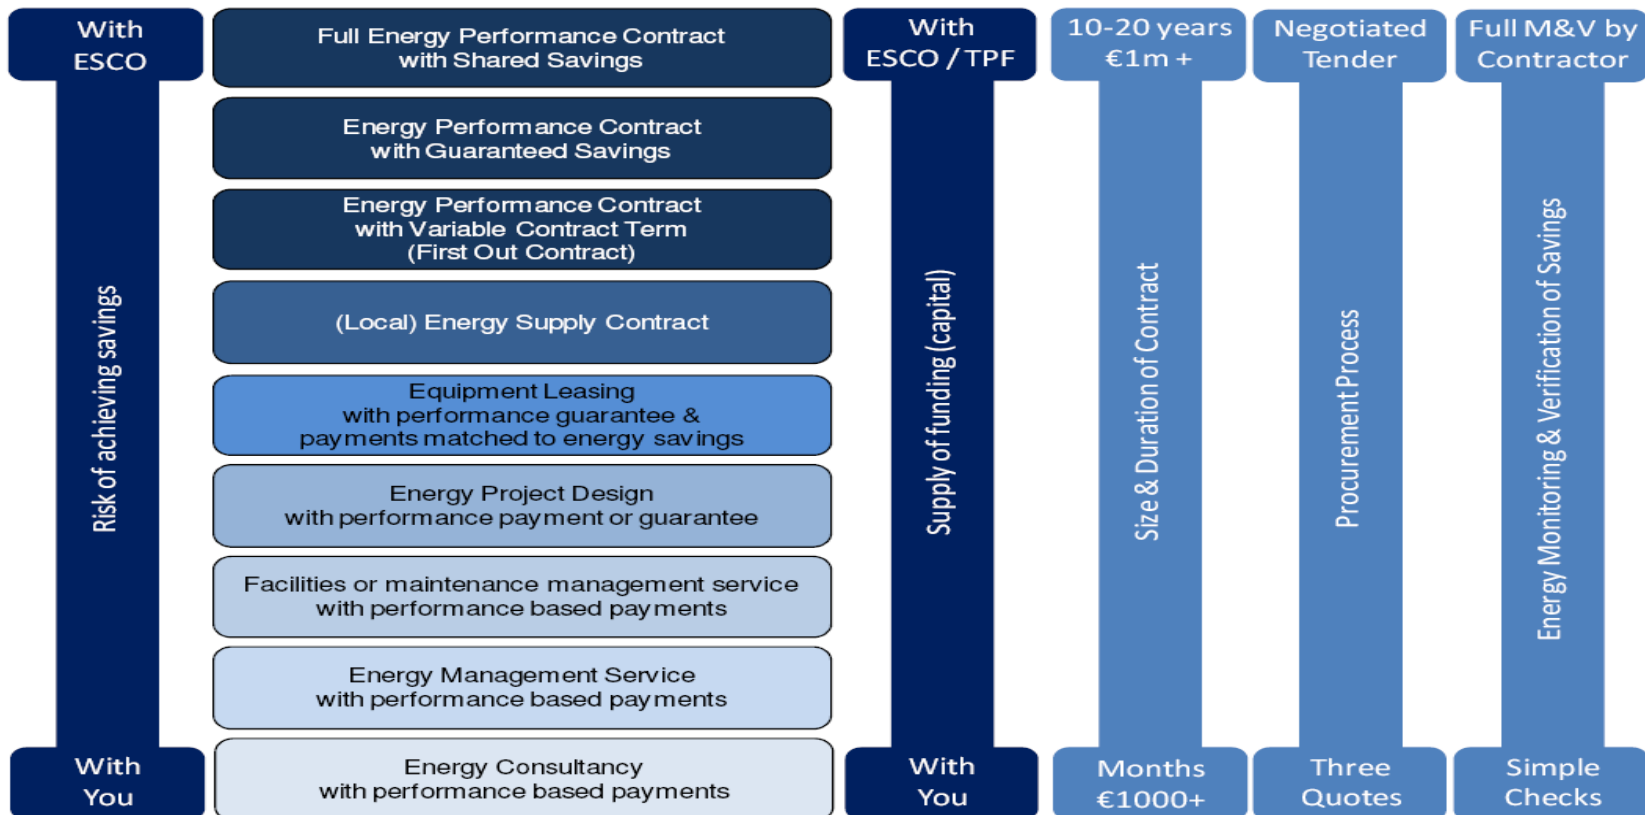 With
ESCO
Risk of achieving savings
With
You
Full Energy Performance Contract
with Shared Savings
Energy Performance Contract
with Guaranteed Savings
Energy Performance Contract
with Variable Contract Term
(First Out Contract)
(Local) Energy Supply Contract
Equipment Leasing
with performance guarantee &
payments matched to energy savings
Energy Project Design
with performance payment or guarantee
Facilities or maintenance management service
with performance based payments
Energy Management Service
with performance based payments
Energy Consultancy
with performance based payments
With
ESCO / TPF
Supply of funding (capital)
With
You
10-20 years
€1m +
Size & Duration of Contract
Months
€1000+
Negotiated
Tender
Procurement Process
Three
Quotes
Full M&V by
Contractor
Energy Monitoring & Verification of Savings
Simple
Checks